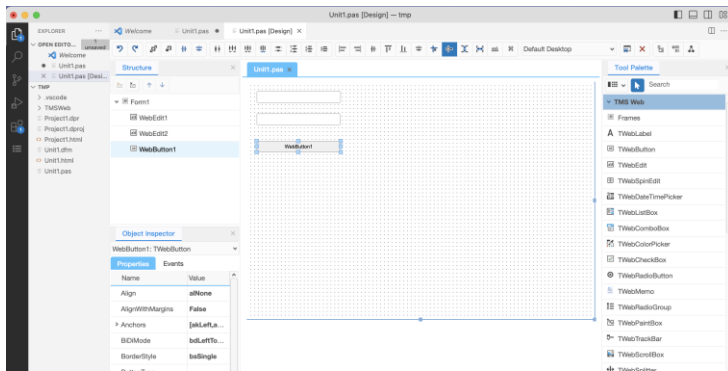 Unit1.pas [Design] — tmp
EXPLORER
Welcome
Unit1.pas
Unit1.pas [Design]
OPEN EDITO...
1 unsaved
Welcome
Unit1.pas
Unit1.pas [Desi...
TMP
.vscode
TMSWeb
Project1.dpr
Project1.dproj
Project1.html
Unit1.dfm
Unit1.html
Unit1.pas
Default Desktop
Structure
Form1
WebEdit1
WebEdit2
WebButton1
Object Inspector
WebButton1: TWebButton
Properties Events
Name Value
Align alNone
AlignWithMargins False
Anchors [akLeft,a...
BiDiMode bdLeftTo...
BorderStyle bsSingle
Unit1.pas
WebButton1
Tool Palette
Search
TMS Web
Frames
TWebLabel
TWebButton
TWebEdit
TWebSpinEdit
TWebDateTimePicker
TWebListBox
TWebComboBox
TWebColorPicker
TWebCheckBox
TWebRadioButton
TWebMemo
TWebRadioGroup
TWebPaintBox
TWebTrackBar
TWebScrollBox
TWebSplitter